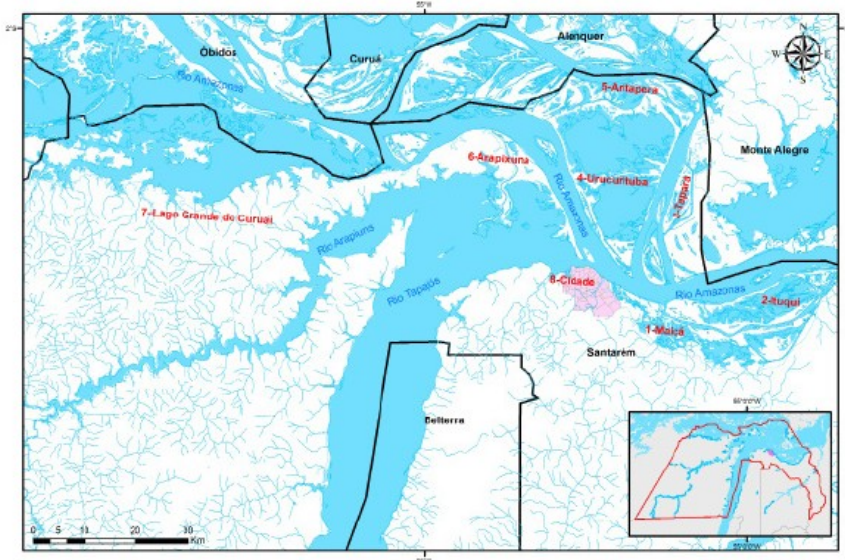 55°W
2°S
N
W E
S
Óbidos
Curuá
Alenquer
Rio Amazonas
5-Aritapera
Monte Alegre
6-Arapixuna
4-Urucurituba
3-Tapará
Rio Amazonas
7-Lago Grande do Curuai
Rio Arapiuns
Rio Tapajós
8-Cidade
Rio Amazonas
2-Ituqui
1-Maicá
Santarém
Belterra
0 5 10 20 30
Km